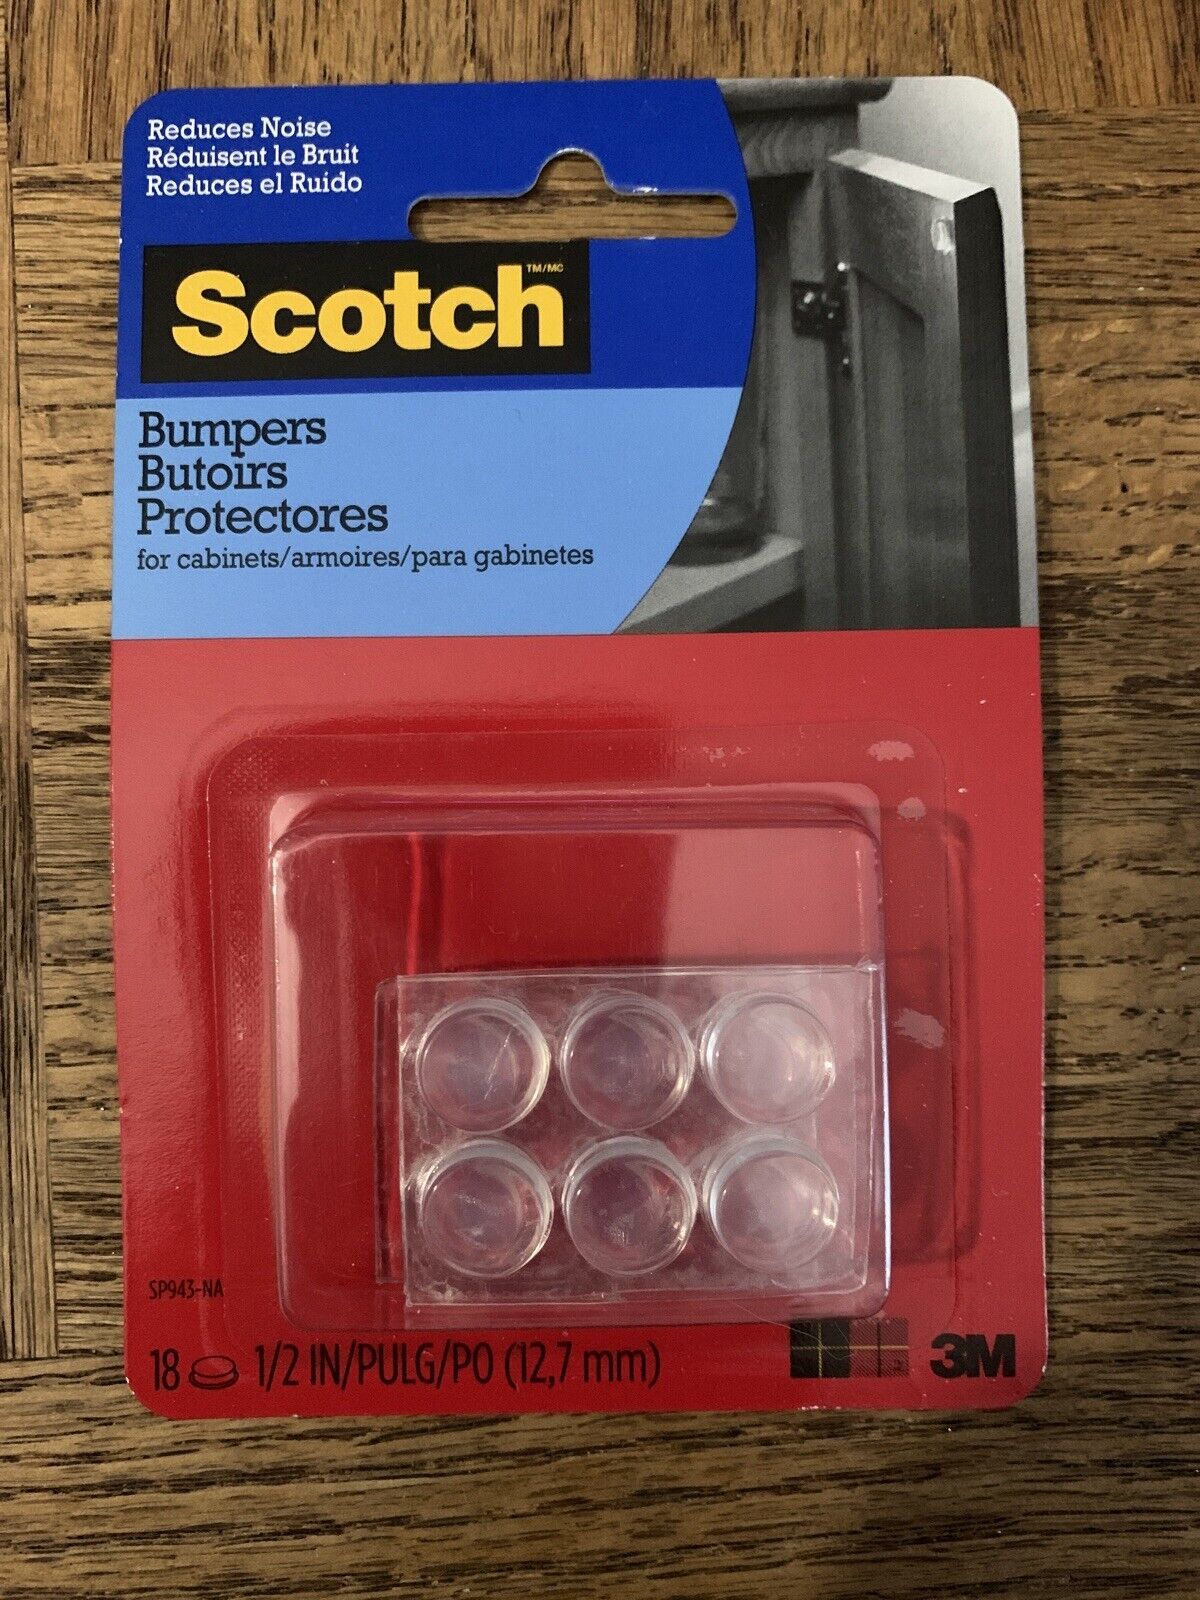 Reduces Noise
Réduisent le Bruit
Reduces el Ruido
Scotch TM/MC
Bumpers
Butoirs
Protectores
for cabinets/armoires/para gabinetes
SP943-NA
18 1/2 IN/PULG/PO (12,7 mm)
3M